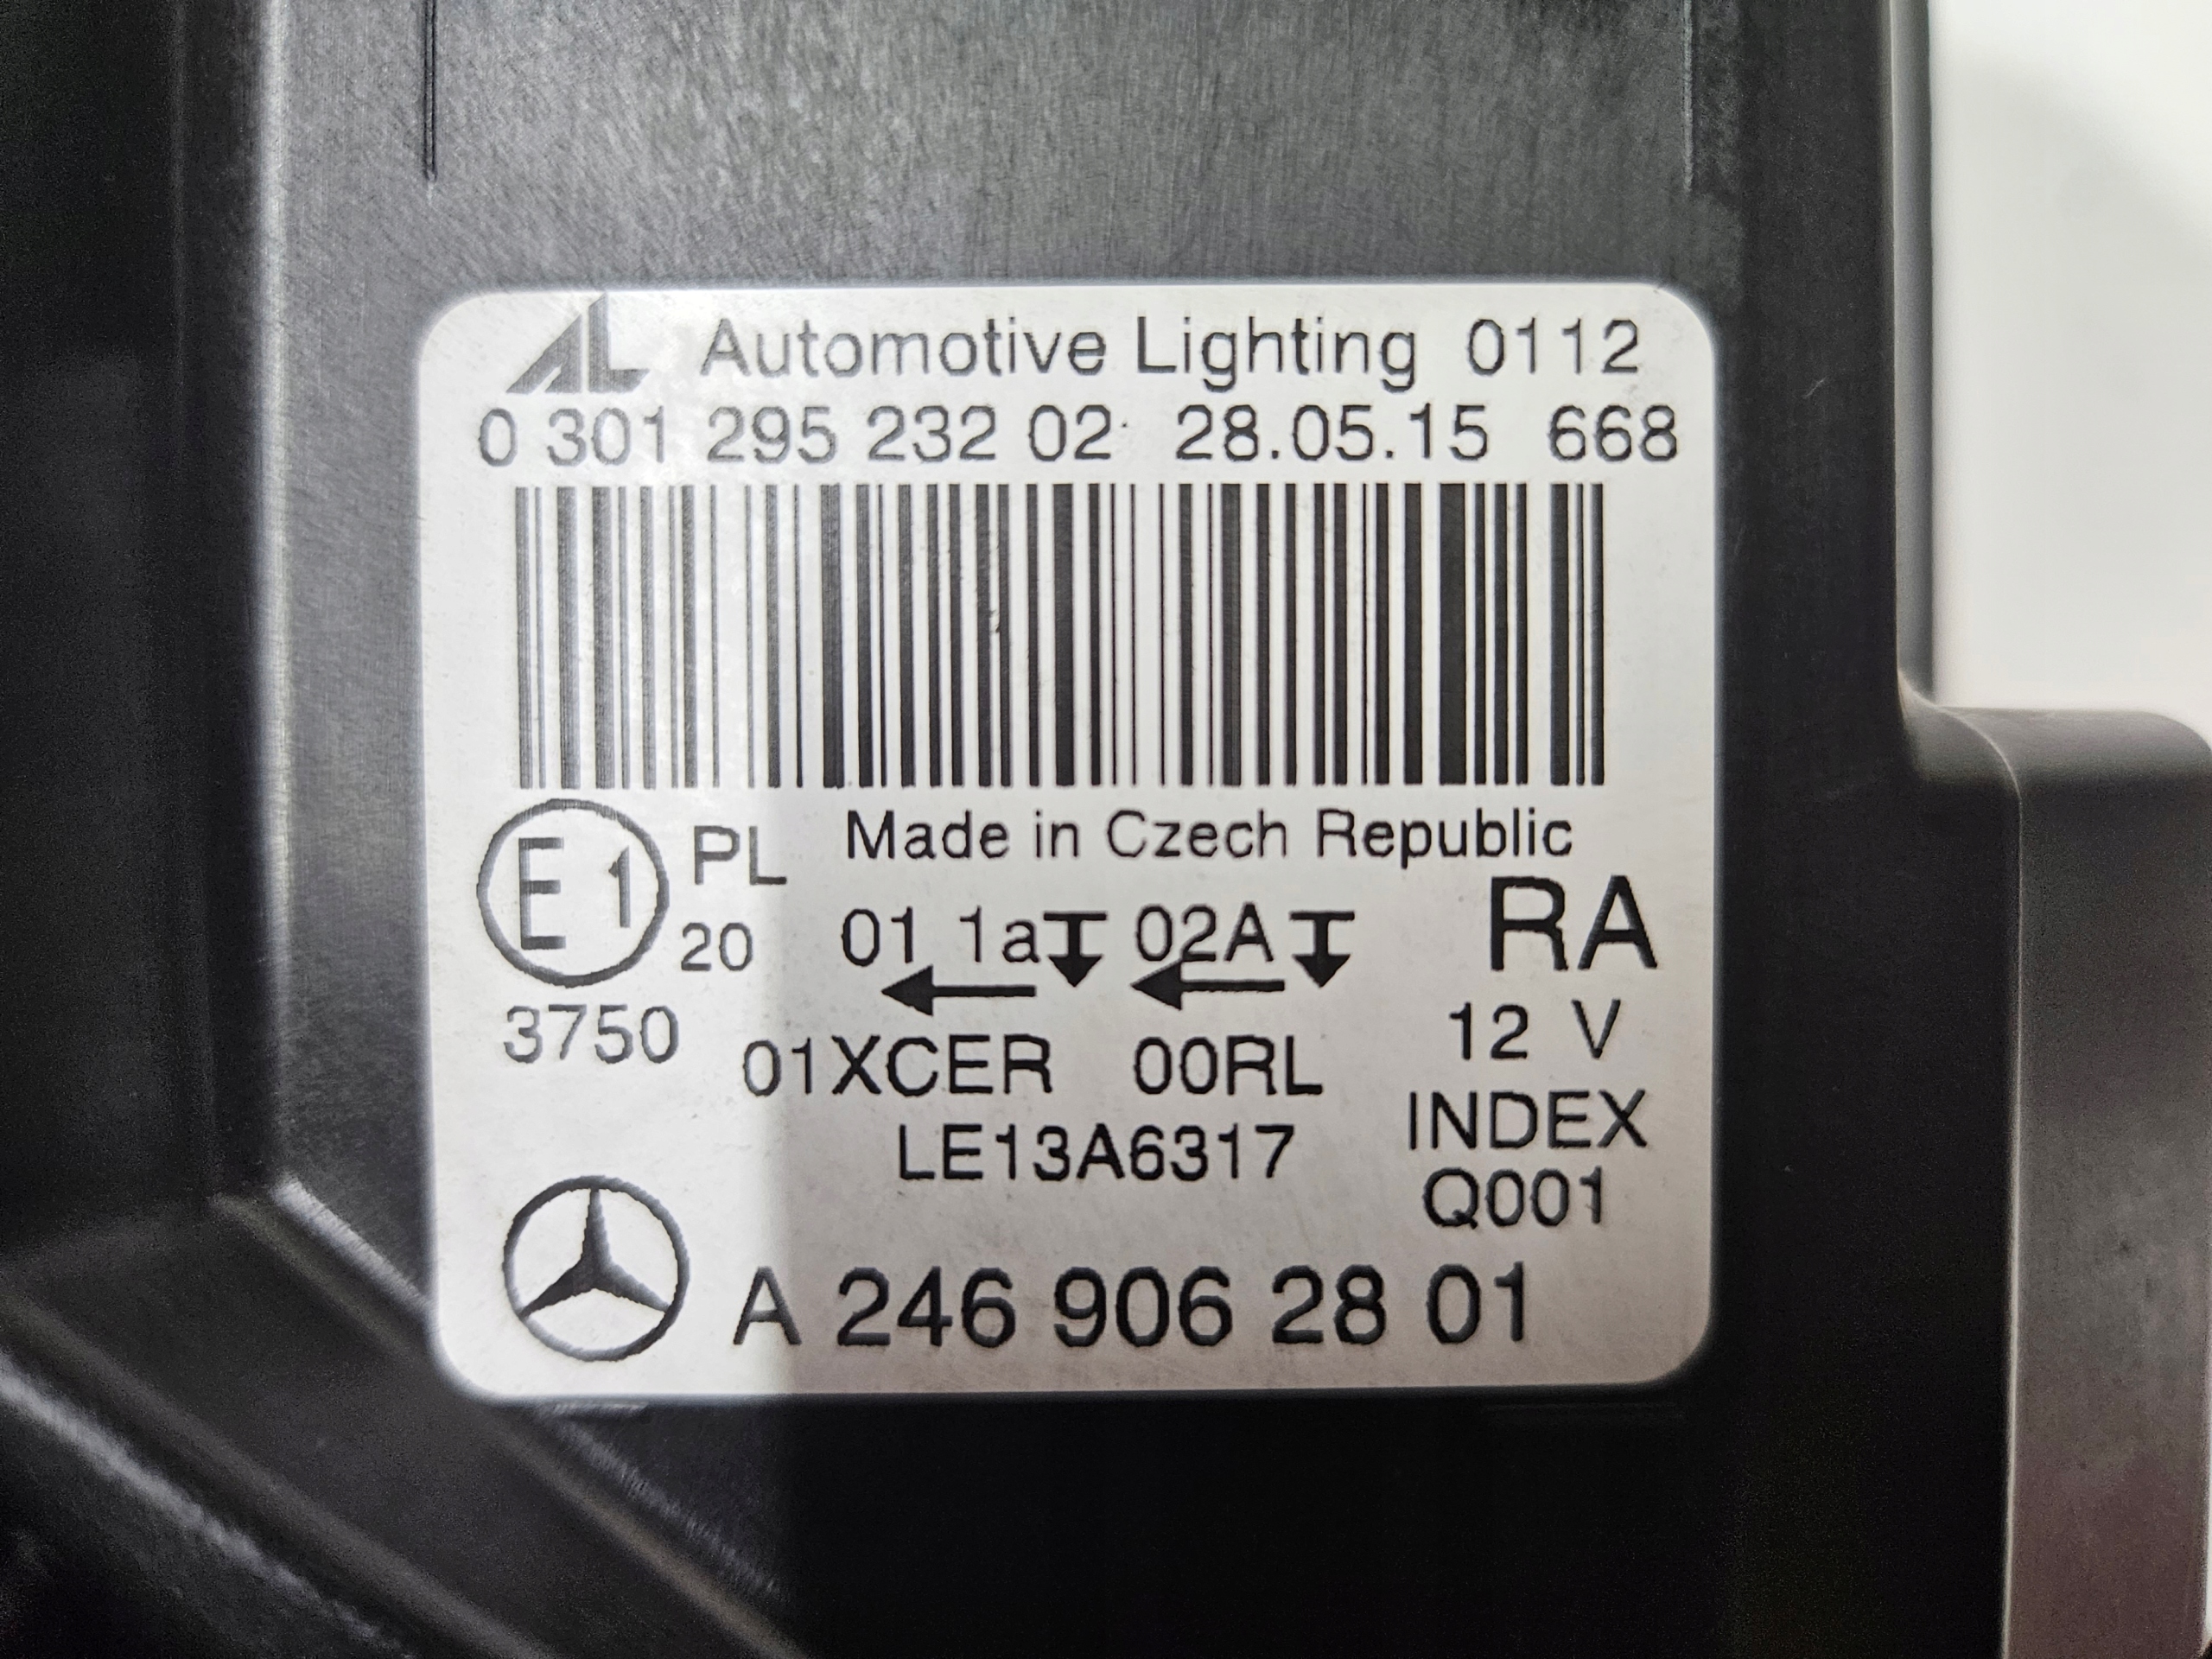 AL Automotive Lighting 0112
0 301 295 232 02 28.05.15 668
E1 PL Made in Czech Republic
20 01 1a 02A RA
3750 01XCER 00RL 12 V
LE13A6317 INDEX
Q001
A 246 906 28 01